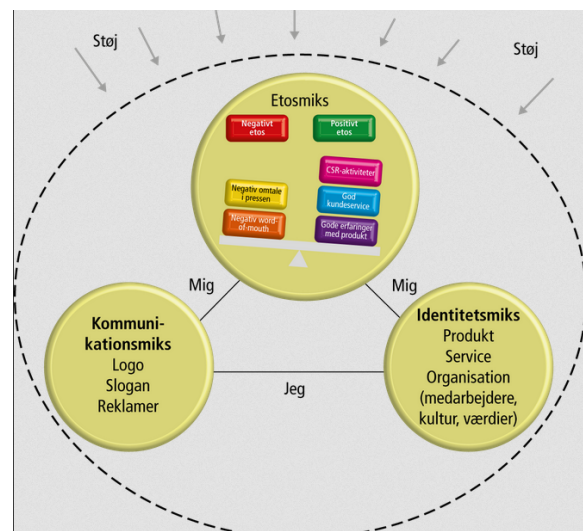 Støj
Støj
Etosmiks
Negativt
etos
Positivt
etos
CSR-aktiviteter
Negativ omtale
i pressen
God
kundeservice
Negativ word-
of-mouth
Gode erfaringer
med produkt
Mig
Mig
Kommuni-
kationsmiks
Logo
Slogan
Reklamer
Jeg
Identitetsmiks
Produkt
Service
Organisation
(medarbejdere,
kultur, værdier)